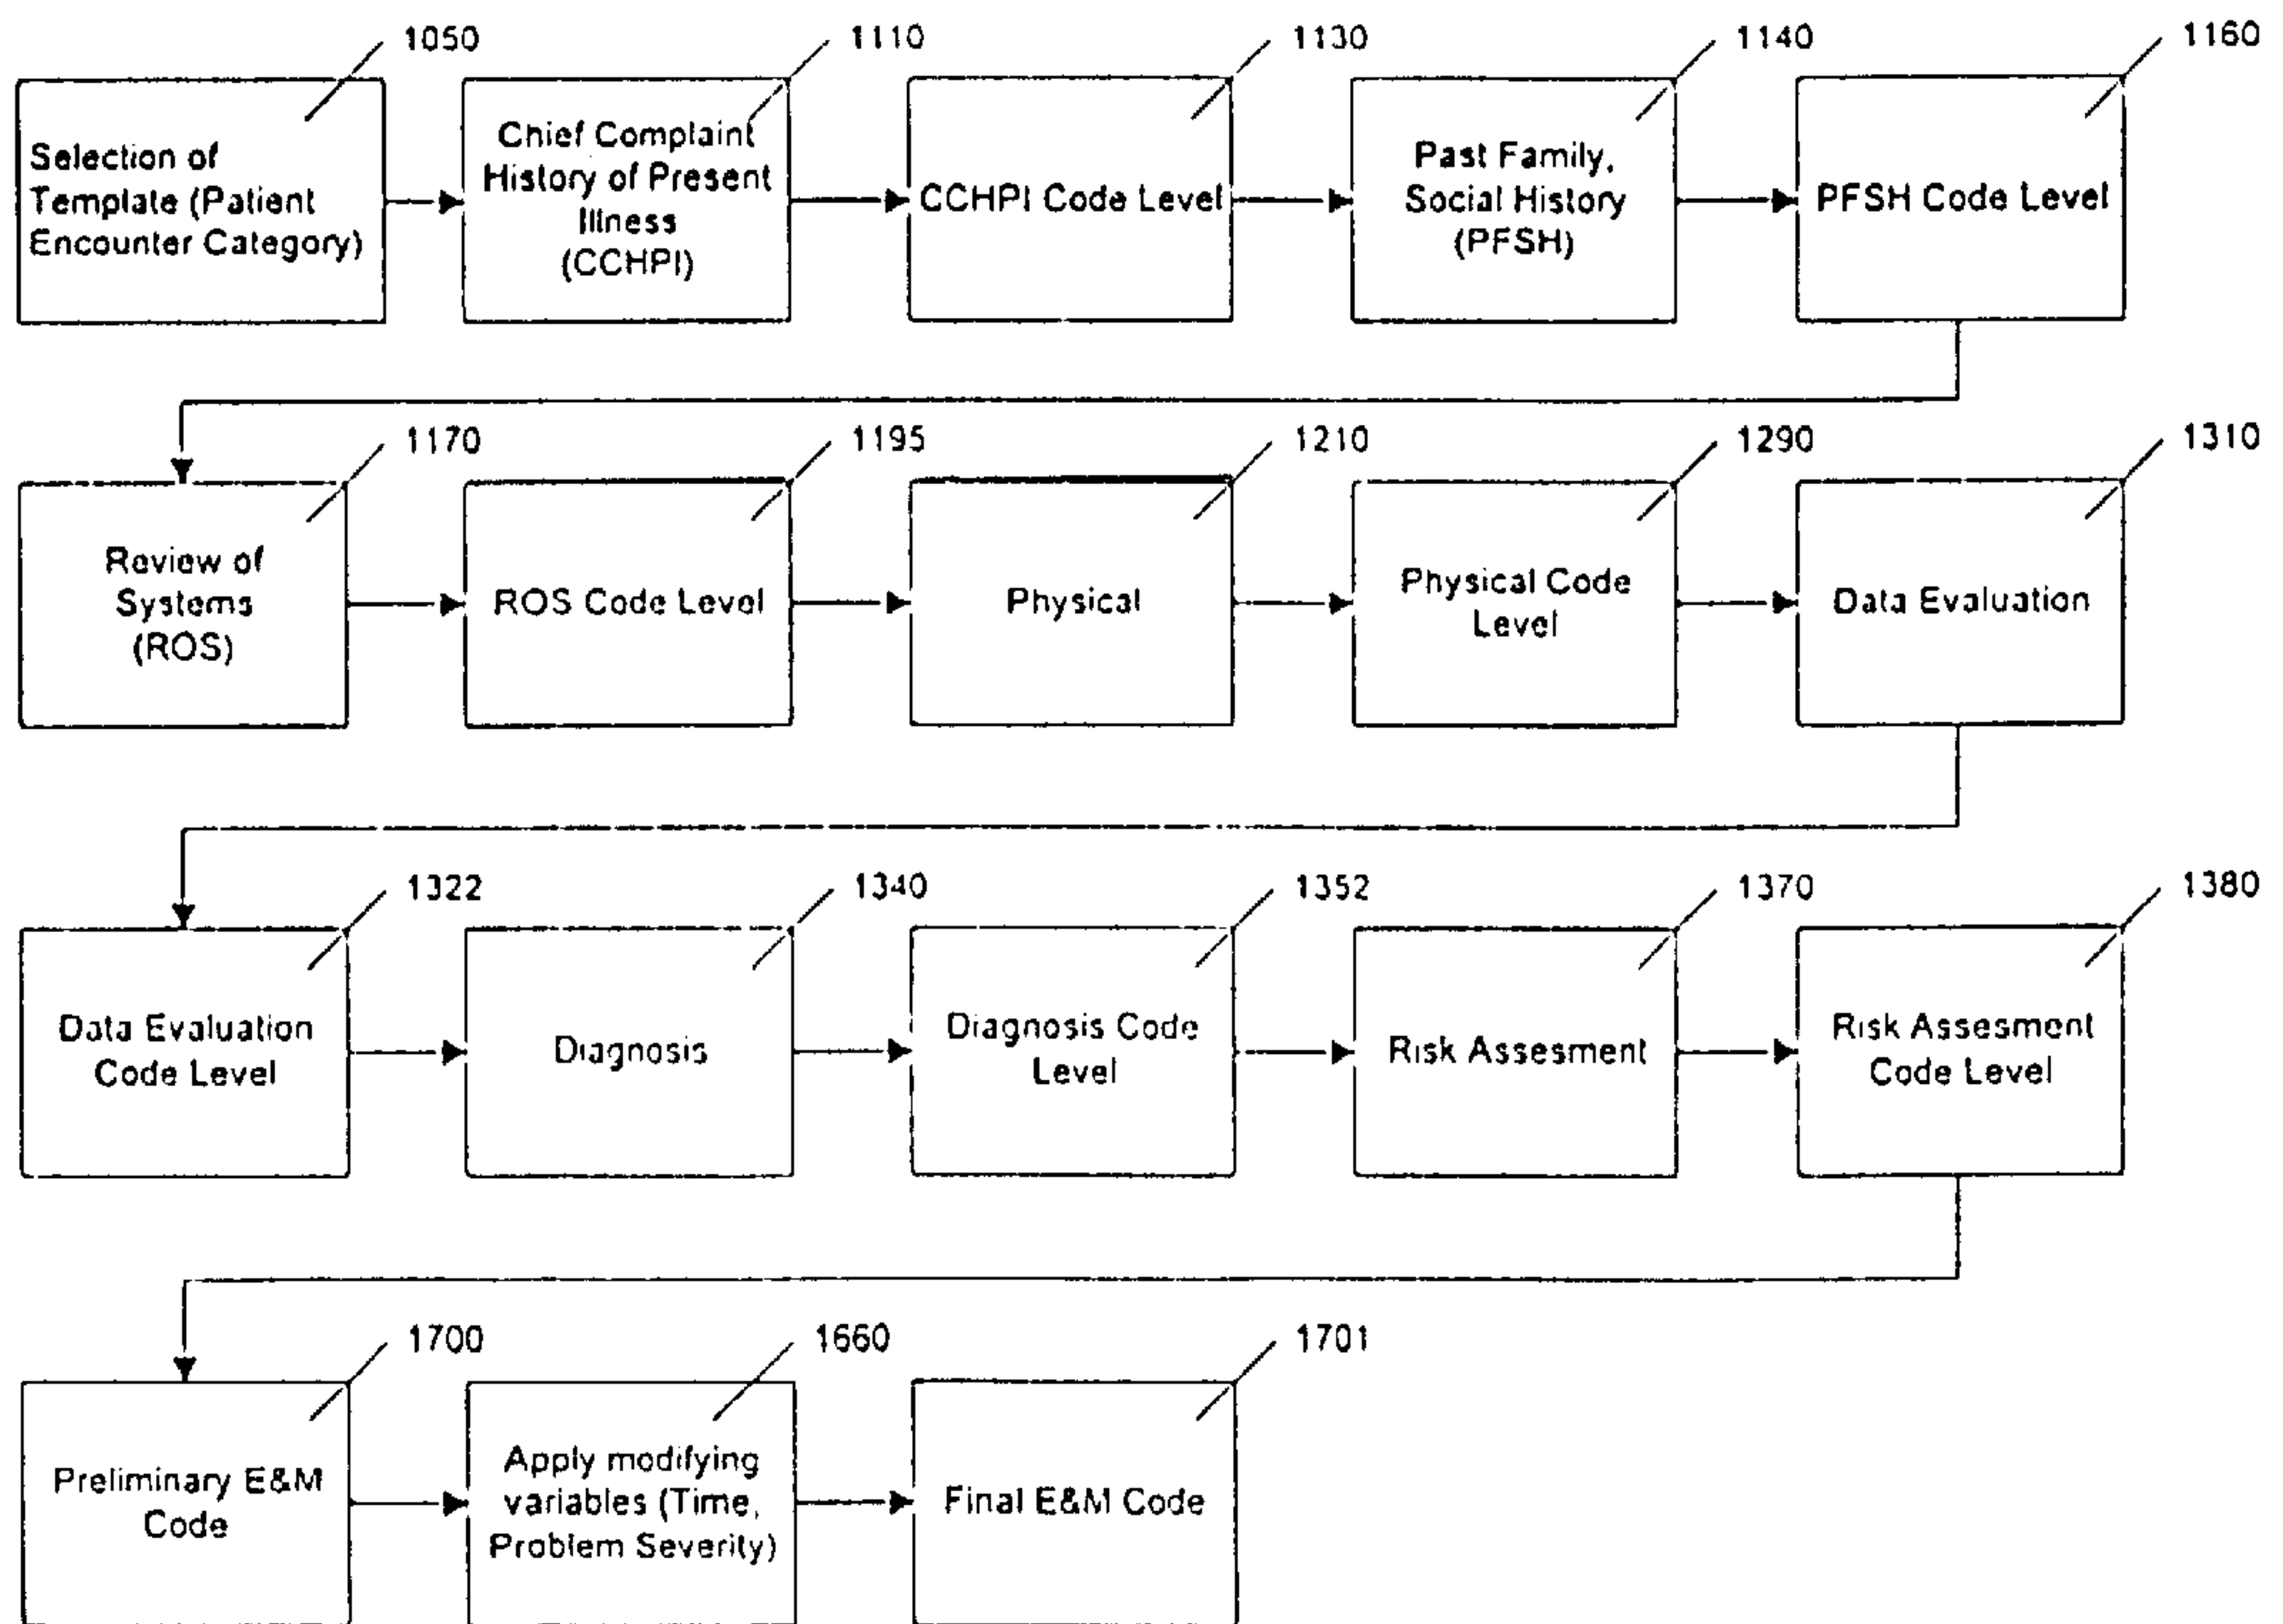 1050
1110
1130
1140
1160
Selection of
Template (Patient
Encounter Category)
Chief Complaint
History of Present
Illness
(CCHPI)
CCHPI Code Level
Past Family,
Social History
(PFSH)
PFSH Code Level
1170
1195
1210
1290
1310
Review of
Systems
(ROS)
ROS Code Level
Physical
Physical Code
Level
Data Evaluation
1322
1340
1352
1370
1380
Data Evaluation
Code Level
Diagnosis
Diagnosis Code
Level
Risk Assesment
Risk Assesment
Code Level
1700
1660
1701
Preliminary E&M
Code
Apply modifying
variables (Time,
Problem Severity)
Final E&M Code